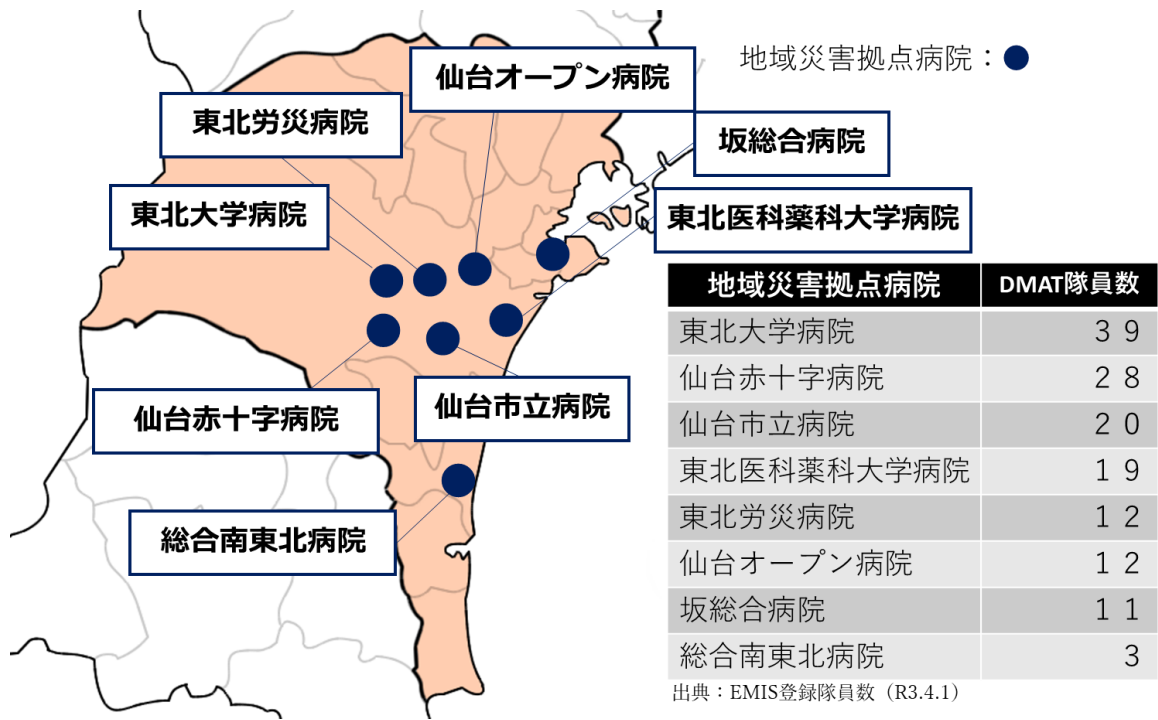 仙台オープン病院
地域災害拠点病院：
東北労災病院
坂総合病院
東北大学病院
東北医科薬科大学病院
仙台赤十字病院
仙台市立病院
総合南東北病院
地域災害拠点病院 DMAT隊員数
東北大学病院 ３９
仙台赤十字病院 ２８
仙台市立病院 ２０
東北医科薬科大学病院 １９
東北労災病院 １２
仙台オープン病院 １２
坂総合病院 １１
総合南東北病院 ３
出典：EMIS登録隊員数（R3.4.1）